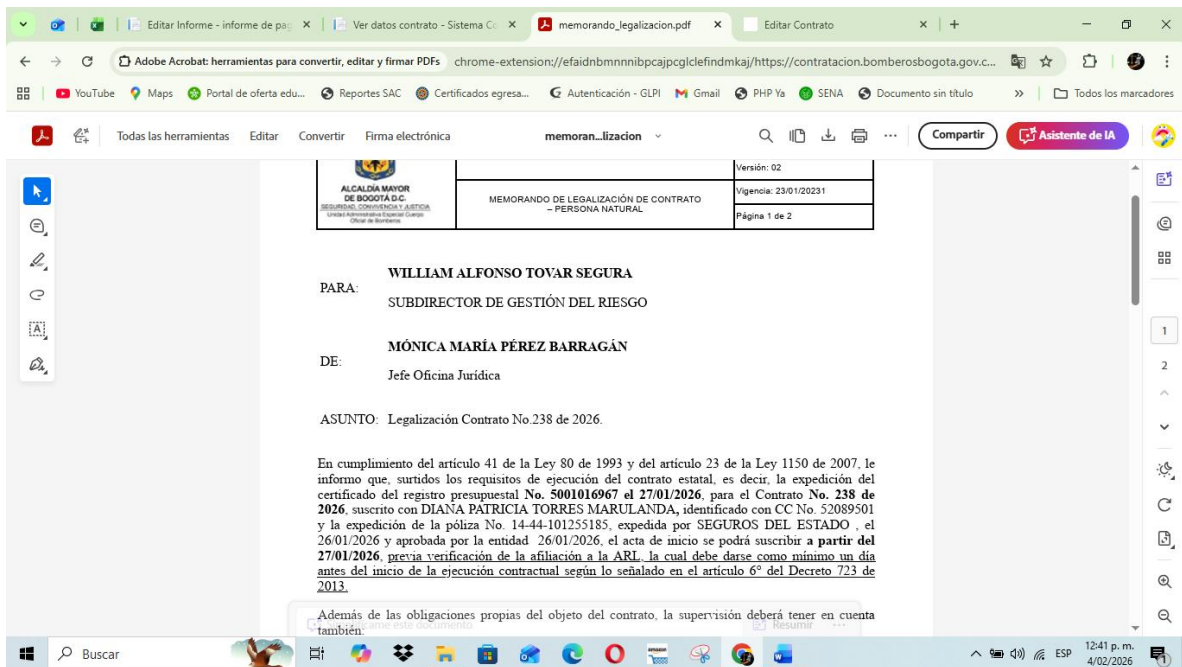 Editar Informe - informe de pag
Ver datos contrato - Sistema Co
memorando_legalizacion.pdf
Editar Contrato
Adobe Acrobat: herramientas para convertir, editar y firmar PDFs
chrome-extension://efaidnbmnnnibpcajpcglclefindmkaj/https://contratacion.bomberosbogota.gov.c...
YouTube
Maps
Portal de oferta edu...
Reportes SAC
Certificados egresa...
Autenticación - GLPI
Gmail
PHP Ya
SENA
Documento sin título
»
Todos los marcadores
Todas las herramientas
Editar
Convertir
Firma electrónica
memoran...lizacion
Compartir
Asistente de IA
ALCALDÍA MAYOR
DE BOGOTÁ D.C.
SEGURIDAD, CONVIVENCIA Y JUSTICIA
Unidad Administrativa Especial Cuerpo
Oficial de Bomberos
MEMORANDO DE LEGALIZACIÓN DE CONTRATO
– PERSONA NATURAL
Versión: 02
Vigencia: 23/01/20231
Página 1 de 2
PARA:
WILLIAM ALFONSO TOVAR SEGURA
SUBDIRECTOR DE GESTIÓN DEL RIESGO
DE:
MÓNICA MARÍA PÉREZ BARRAGÁN
Jefe Oficina Jurídica
ASUNTO: Legalización Contrato No.238 de 2026.
En cumplimiento del artículo 41 de la Ley 80 de 1993 y del artículo 23 de la Ley 1150 de 2007, le
informo que, surtidos los requisitos de ejecución del contrato estatal, es decir, la expedición del
certificado del registro presupuestal No. 5001016967 el 27/01/2026, para el Contrato No. 238 de
2026, suscrito con DIANA PATRICIA TORRES MARULANDA, identificado con CC No. 52089501
y la expedición de la póliza No. 14-44-101255185, expedida por SEGUROS DEL ESTADO , el
26/01/2026 y aprobada por la entidad 26/01/2026, el acta de inicio se podrá suscribir a partir del
27/01/2026, previa verificación de la afiliación a la ARL, la cual debe darse como mínimo un día
antes del inicio de la ejecución contractual según lo señalado en el artículo 6° del Decreto 723 de
2013.
Además de las obligaciones propias del objeto del contrato, la supervisión deberá tener en cuenta
también:
este documento
Resumir
1
2
Buscar
amazon
ESP
12:41 p. m.
4/02/2026